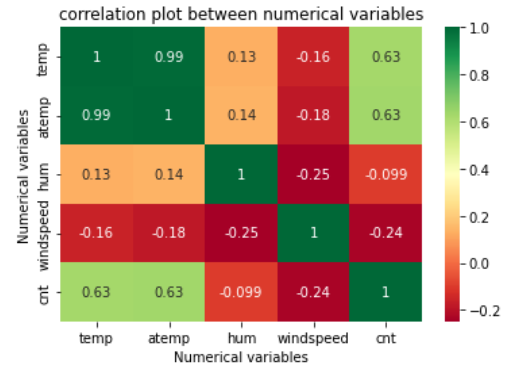 correlation plot between numerical variables
Numerical variables
temp 1 0.99 0.13 -0.16 0.63
atemp 0.99 1 0.14 -0.18 0.63
hum 0.13 0.14 1 -0.25 -0.099
windspeed -0.16 -0.18 -0.25 1 -0.24
cnt 0.63 0.63 -0.099 -0.24 1
temp atemp hum windspeed cnt
Numerical variables
1.0
0.8
0.6
0.4
0.2
0.0
−0.2